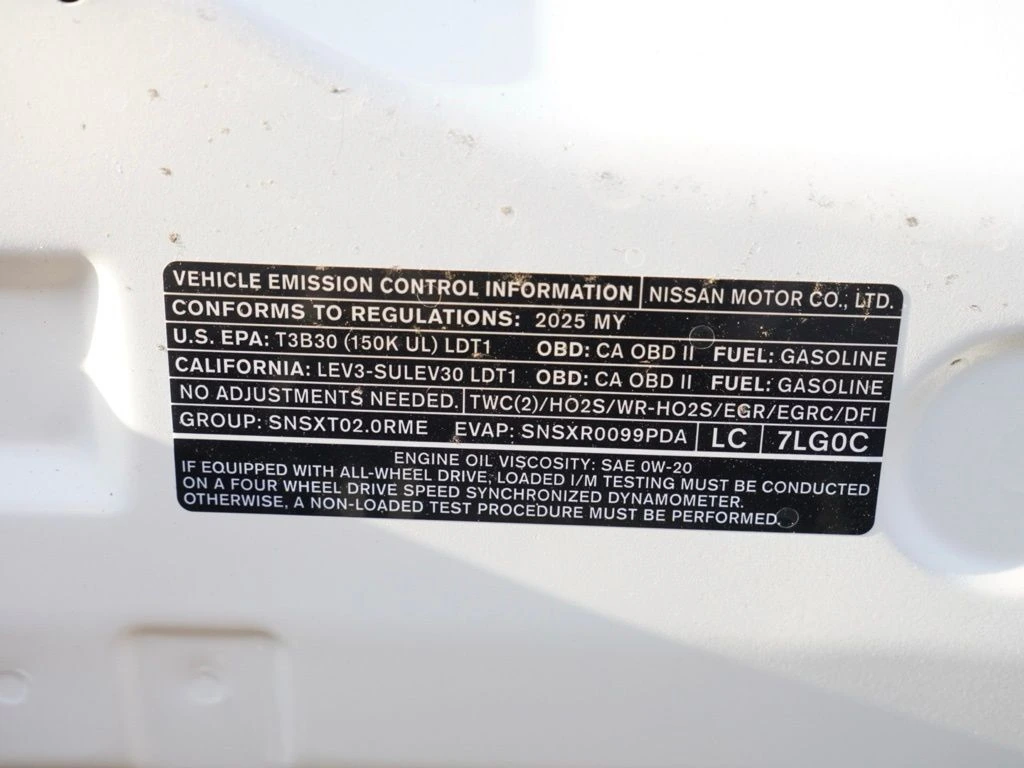 VEHICLE EMISSION CONTROL INFORMATION NISSAN MOTOR CO., LTD.
CONFORMS TO REGULATIONS: 2025 MY
U.S. EPA: T3B30 (150K UL) LDT1 OBD: CA OBD II FUEL: GASOLINE
CALIFORNIA: LEV3-SULEV30 LDT1 OBD: CA OBD II FUEL: GASOLINE
NO ADJUSTMENTS NEEDED. TWC(2)/HO2S/WR-HO2S/EGR/EGRC/DFI
GROUP: SNSXT02.0RME EVAP: SNSXR0099PDA LC 7LG0C
ENGINE OIL VISCOSITY: SAE 0W-20
IF EQUIPPED WITH ALL-WHEEL DRIVE, LOADED I/M TESTING MUST BE CONDUCTED
ON A FOUR WHEEL DRIVE SPEED SYNCHRONIZED DYNAMOMETER.
OTHERWISE, A NON-LOADED TEST PROCEDURE MUST BE PERFORMED.